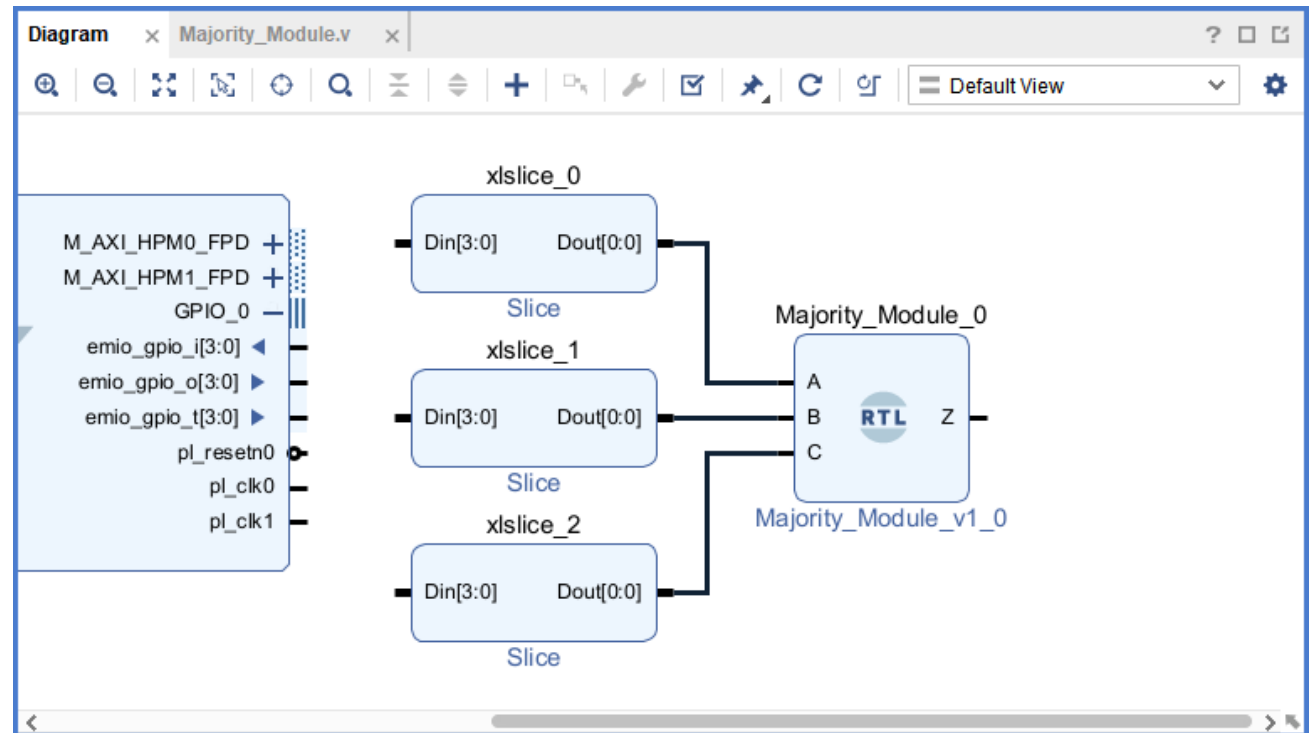 Diagram
Majority_Module.v
?
Default View
M_AXI_HPM0_FPD
M_AXI_HPM1_FPD
GPIO_0
emio_gpio_i[3:0]
emio_gpio_o[3:0]
emio_gpio_t[3:0]
pl_resetn0
pl_clk0
pl_clk1
xlslice_0
Din[3:0] Dout[0:0]
Slice
xlslice_1
Din[3:0] Dout[0:0]
Slice
xlslice_2
Din[3:0] Dout[0:0]
Slice
Majority_Module_0
A
B RTL Z
C
Majority_Module_v1_0